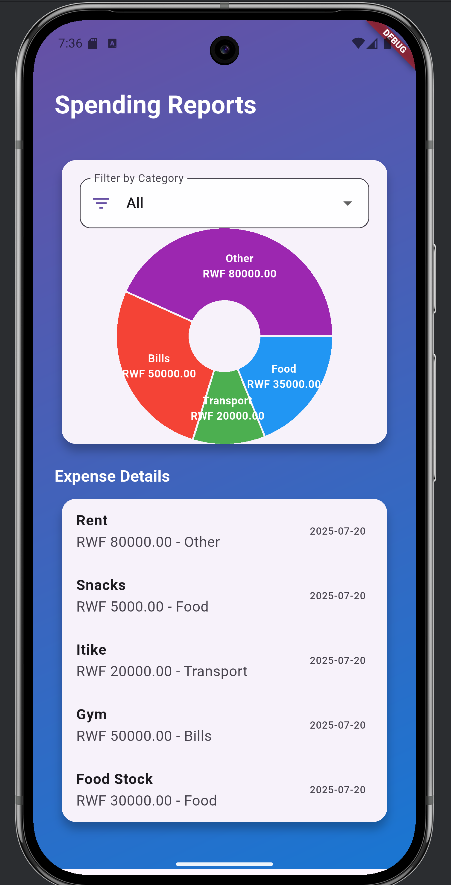 7:36
A
DEBUG
Spending Reports
Filter by Category
All
Other
RWF 80000.00
Bills
RWF 50000.00
Food
RWF 35000.00
Transport
RWF 20000.00
Expense Details
Rent
RWF 80000.00 - Other
2025-07-20
Snacks
RWF 5000.00 - Food
2025-07-20
Itike
RWF 20000.00 - Transport
2025-07-20
Gym
RWF 50000.00 - Bills
2025-07-20
Food Stock
RWF 30000.00 - Food
2025-07-20